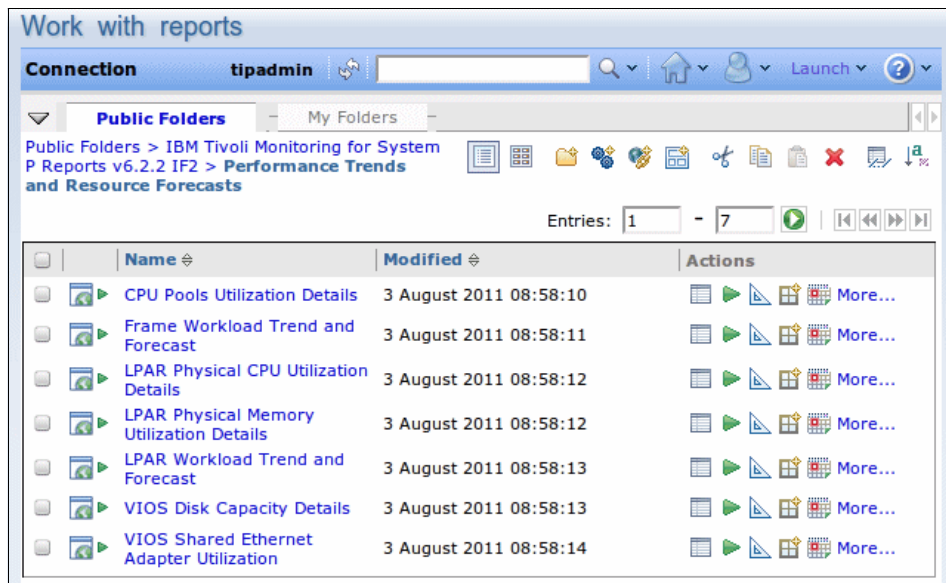 Work with reports
Connection tipadmin Launch
Public Folders My Folders
Public Folders > IBM Tivoli Monitoring for System
P Reports v6.2.2 IF2 > Performance Trends
and Resource Forecasts
Entries: 1 - 7
Name Modified Actions
CPU Pools Utilization Details 3 August 2011 08:58:10 More...
Frame Workload Trend and
Forecast 3 August 2011 08:58:11 More...
LPAR Physical CPU Utilization
Details 3 August 2011 08:58:12 More...
LPAR Physical Memory
Utilization Details 3 August 2011 08:58:12 More...
LPAR Workload Trend and
Forecast 3 August 2011 08:58:13 More...
VIOS Disk Capacity Details 3 August 2011 08:58:13 More...
VIOS Shared Ethernet
Adapter Utilization 3 August 2011 08:58:14 More...